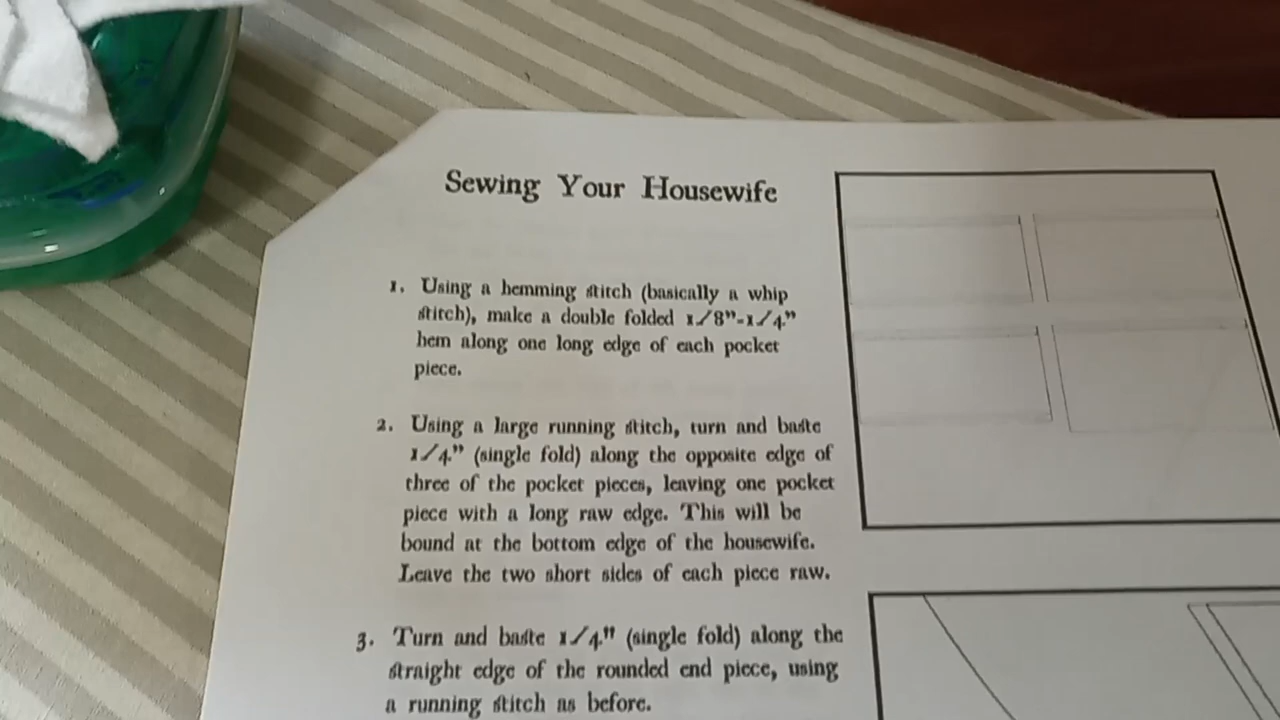 Sewing Your Housewife
1. Using a hemming stitch (basically a whip
stitch), make a double folded 1/8"-1/4"
hem along one long edge of each pocket
piece.
2. Using a large running stitch, turn and baste
1/4" (single fold) along the opposite edge of
three of the pocket pieces, leaving one pocket
piece with a long raw edge. This will be
bound at the bottom edge of the housewife.
Leave the two short sides of each piece raw.
3. Turn and baste 1/4" (single fold) along the
straight edge of the rounded end piece, using
a running stitch as before.